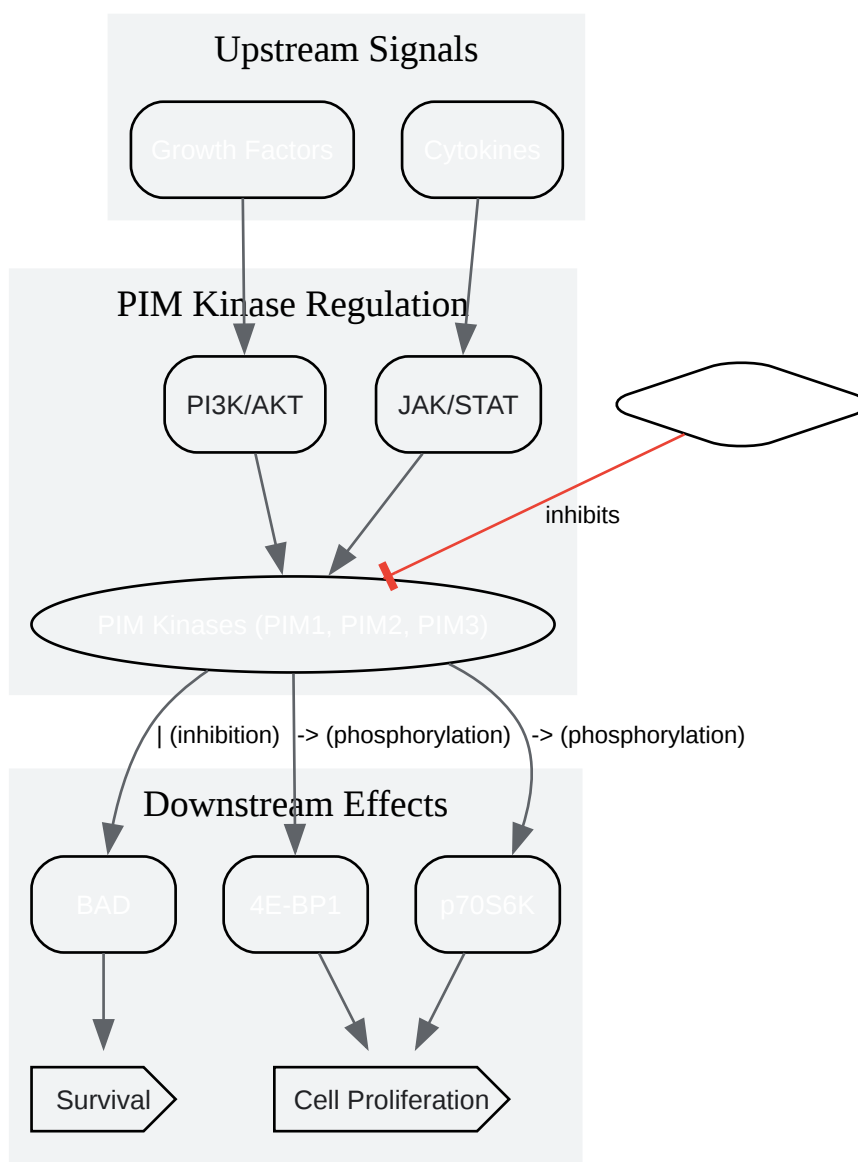 Upstream Signals
Growth Factors
Cytokines
PIM Kinase Regulation
PI3K/AKT
JAK/STAT
inhibits
PIM Kinases (PIM1, PIM2, PIM3)
| (inhibition)
-> (phosphorylation)
-> (phosphorylation)
Downstream Effects
BAD
4E-BP1
p70S6K
Survival
Cell Proliferation